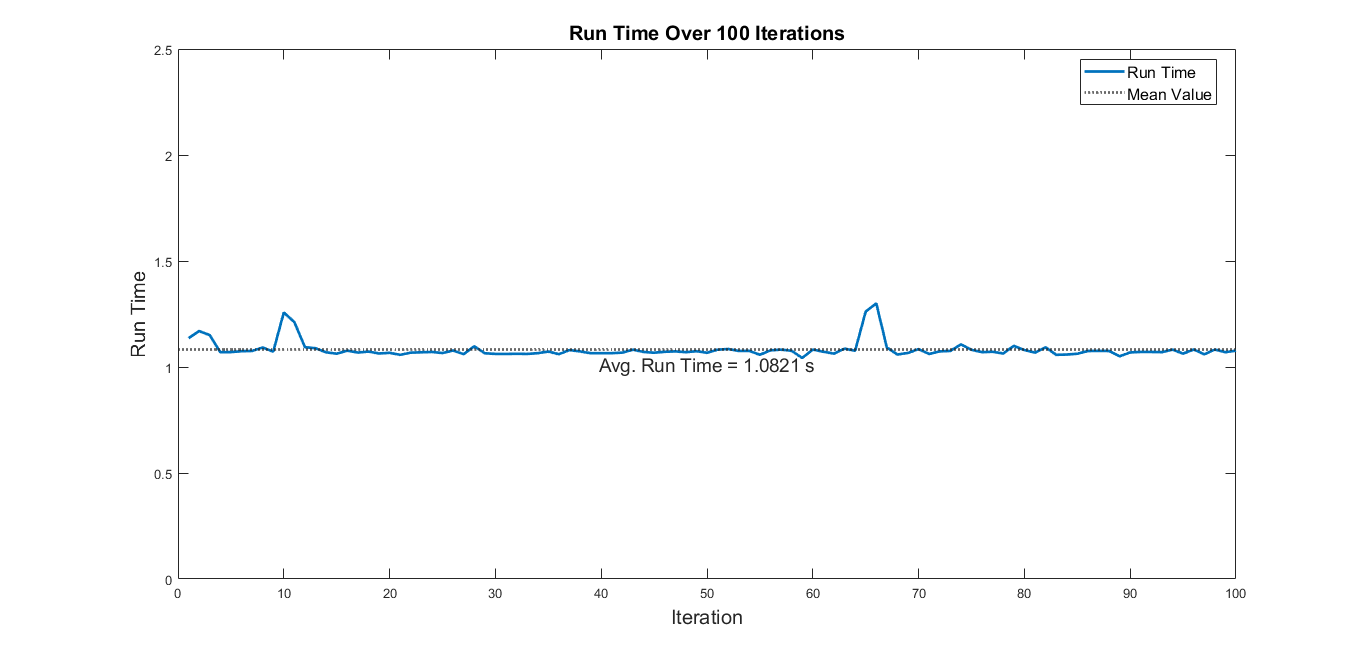 Run Time Over 100 Iterations
2.5
2
1.5
1
0.5
0
Run Time
Run Time
Mean Value
Avg. Run Time = 1.0821 s
0 10 20 30 40 50 60 70 80 90 100
Iteration